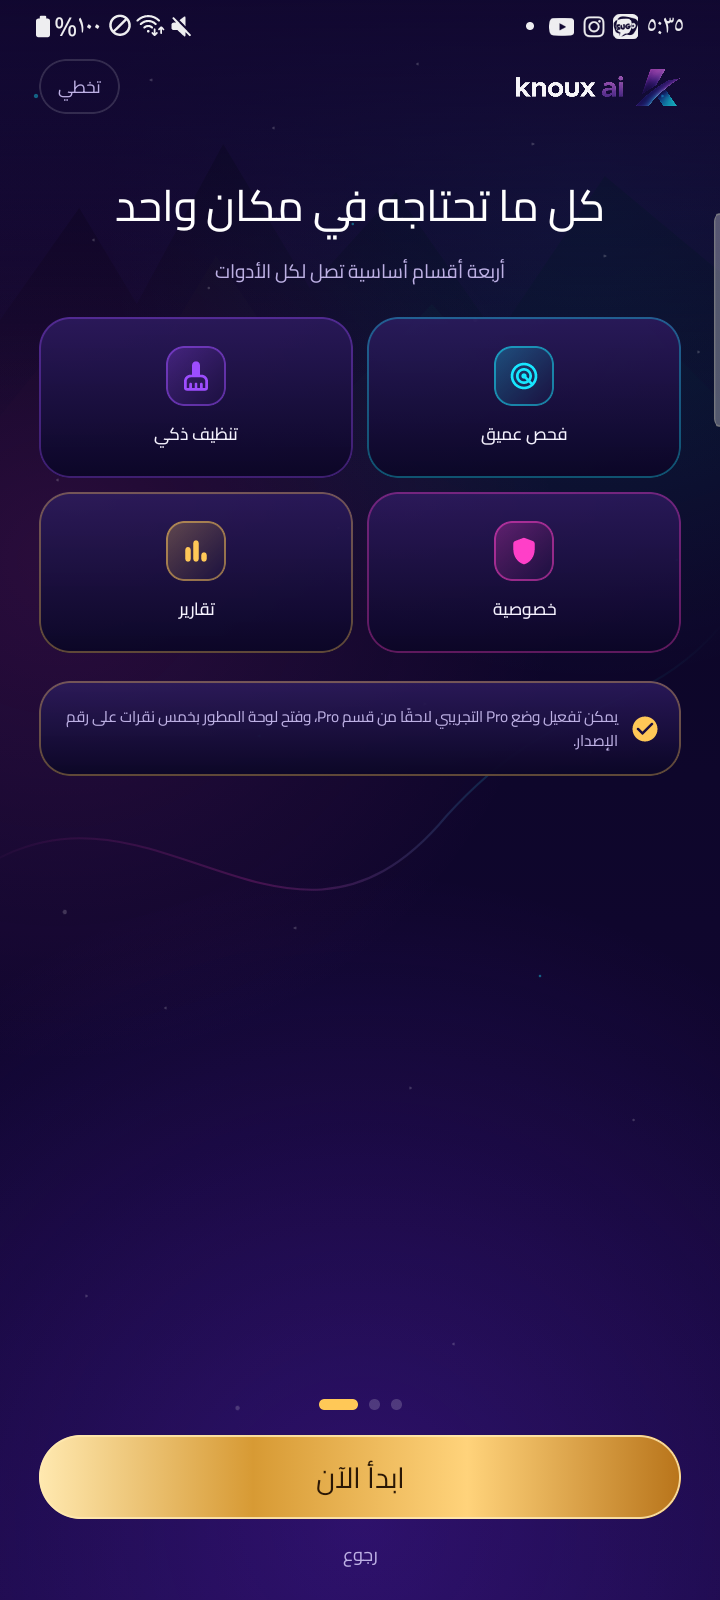 ٥:٣٥
%١٠٠
knoux ai
تخطي
كل ما تحتاجه في مكان واحد
أربعة أقسام أساسية تصل لكل الأدوات
فحص عميق
تنظيف ذكي
خصوصية
تقارير
يمكن تفعيل وضع Pro التجريبي لاحقًا من قسم Pro، وفتح لوحة المطور بخمس نقرات على رقم
الإصدار.
ابدأ الآن
رجوع